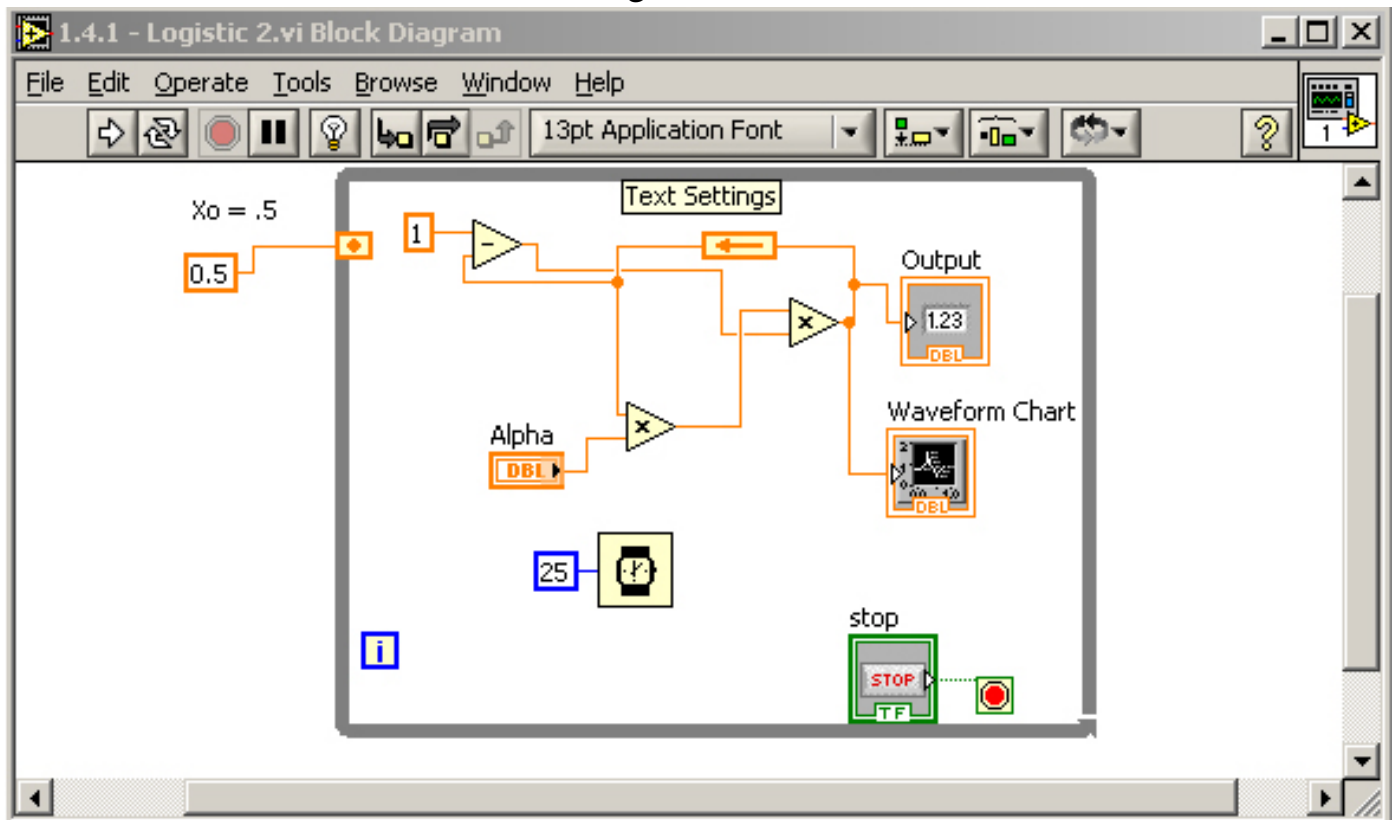 1.4.1 - Logistic 2.vi Block Diagram
File Edit Operate Tools Browse Window Help
13pt Application Font
1
Text Settings
Xo = .5
0.5
1
Output
1.23
DBL
Waveform Chart
DBL
Alpha
DBL
25
i
stop
STOP
TF